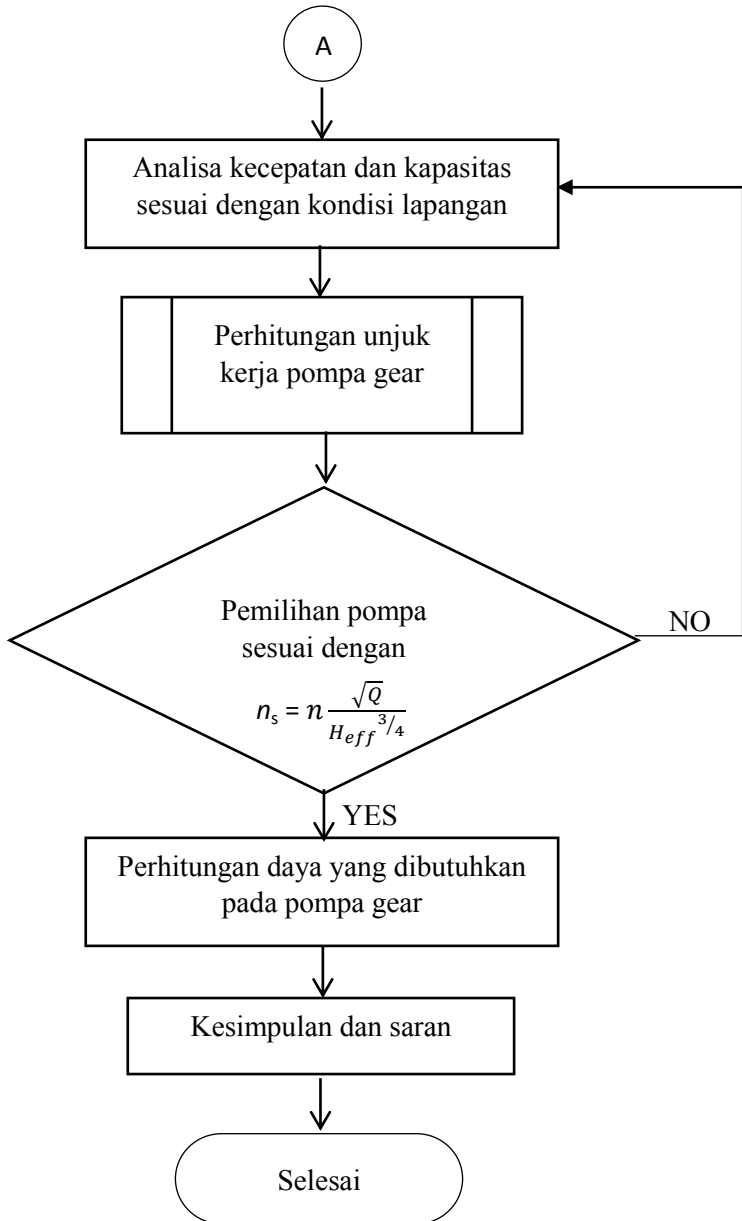 A
Analisa kecepatan dan kapasitas
sesuai dengan kondisi lapangan
Perhitungan unjuk
kerja pompa gear
Pemilihan pompa
sesuai dengan
nₛ = n √Q / H_eff^3/4
NO
YES
Perhitungan daya yang dibutuhkan
pada pompa gear
Kesimpulan dan saran
Selesai